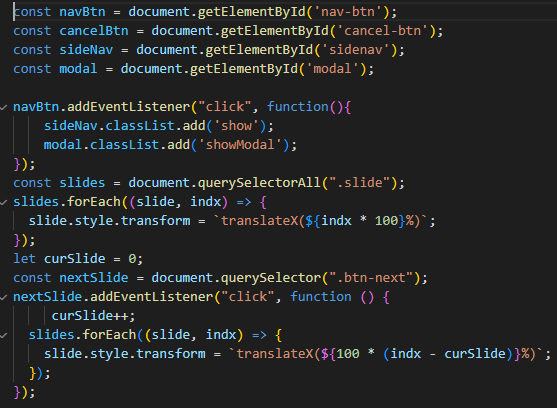 const navBtn = document.getElementById('nav-btn');
const cancelBtn = document.getElementById('cancel-btn');
const sideNav = document.getElementById('sidenav');
const modal = document.getElementById('modal');

navBtn.addEventListener("click", function(){
    sideNav.classList.add('show');
    modal.classList.add('showModal');
});
const slides = document.querySelectorAll(".slide");
slides.forEach((slide, indx) => {
  slide.style.transform = `translateX(${indx * 100}%)`;
});
let curSlide = 0;
const nextSlide = document.querySelector(".btn-next");
nextSlide.addEventListener("click", function () {
     curSlide++;
  slides.forEach((slide, indx) => {
    slide.style.transform = `translateX(${100 * (indx - curSlide)}%)`;
  });
});